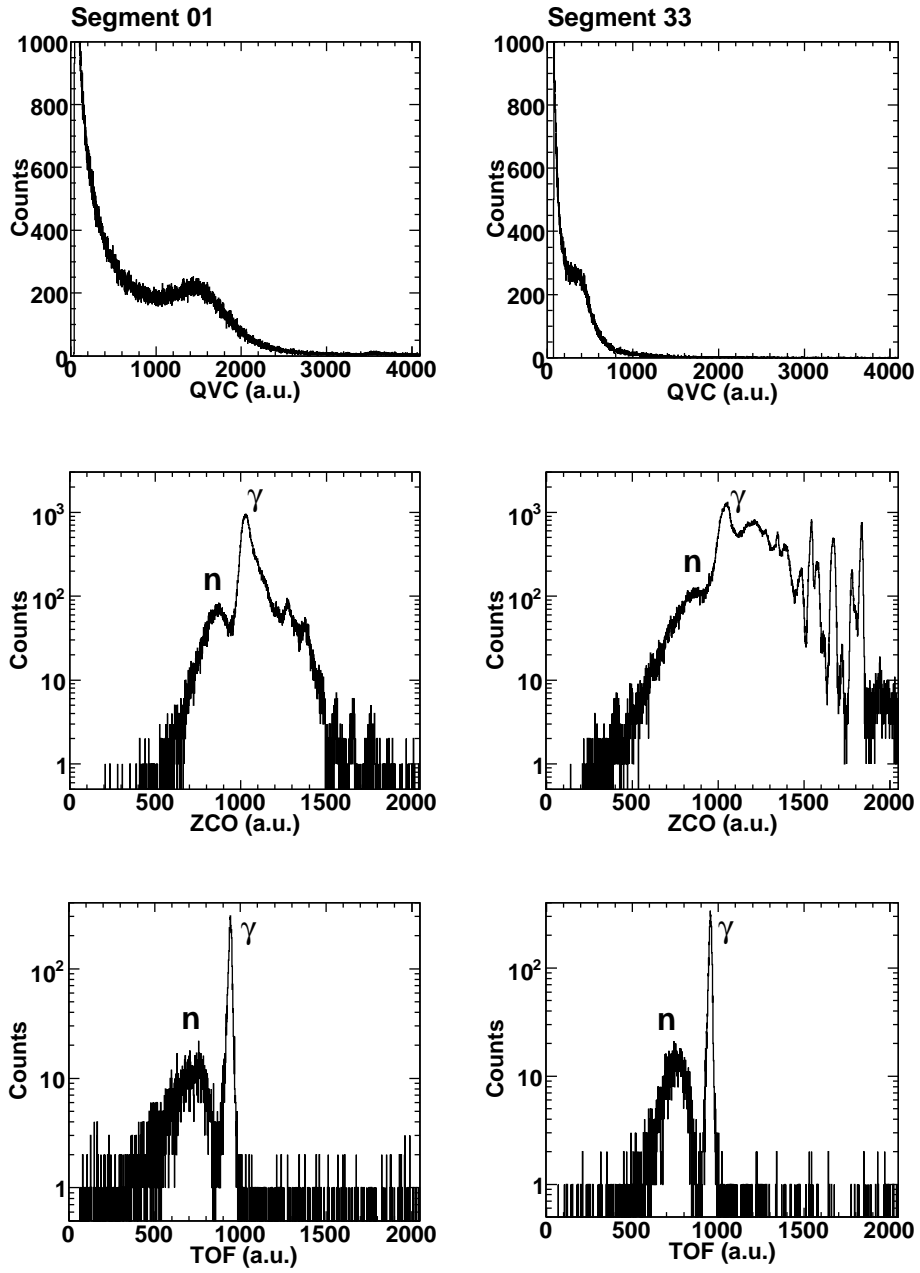 Segment 01
Segment 33
Counts
1000
800
600
400
200
0
0 1000 2000 3000 4000
QVC (a.u.)
Counts
1000
800
600
400
200
0
0 1000 2000 3000 4000
QVC (a.u.)
Counts
10³
10²
10
1
n
γ
0 500 1000 1500 2000
ZCO (a.u.)
Counts
10³
10²
10
1
n
γ
0 500 1000 1500 2000
ZCO (a.u.)
Counts
10²
10
1
n
γ
0 500 1000 1500 2000
TOF (a.u.)
Counts
10²
10
1
n
γ
0 500 1000 1500 2000
TOF (a.u.)